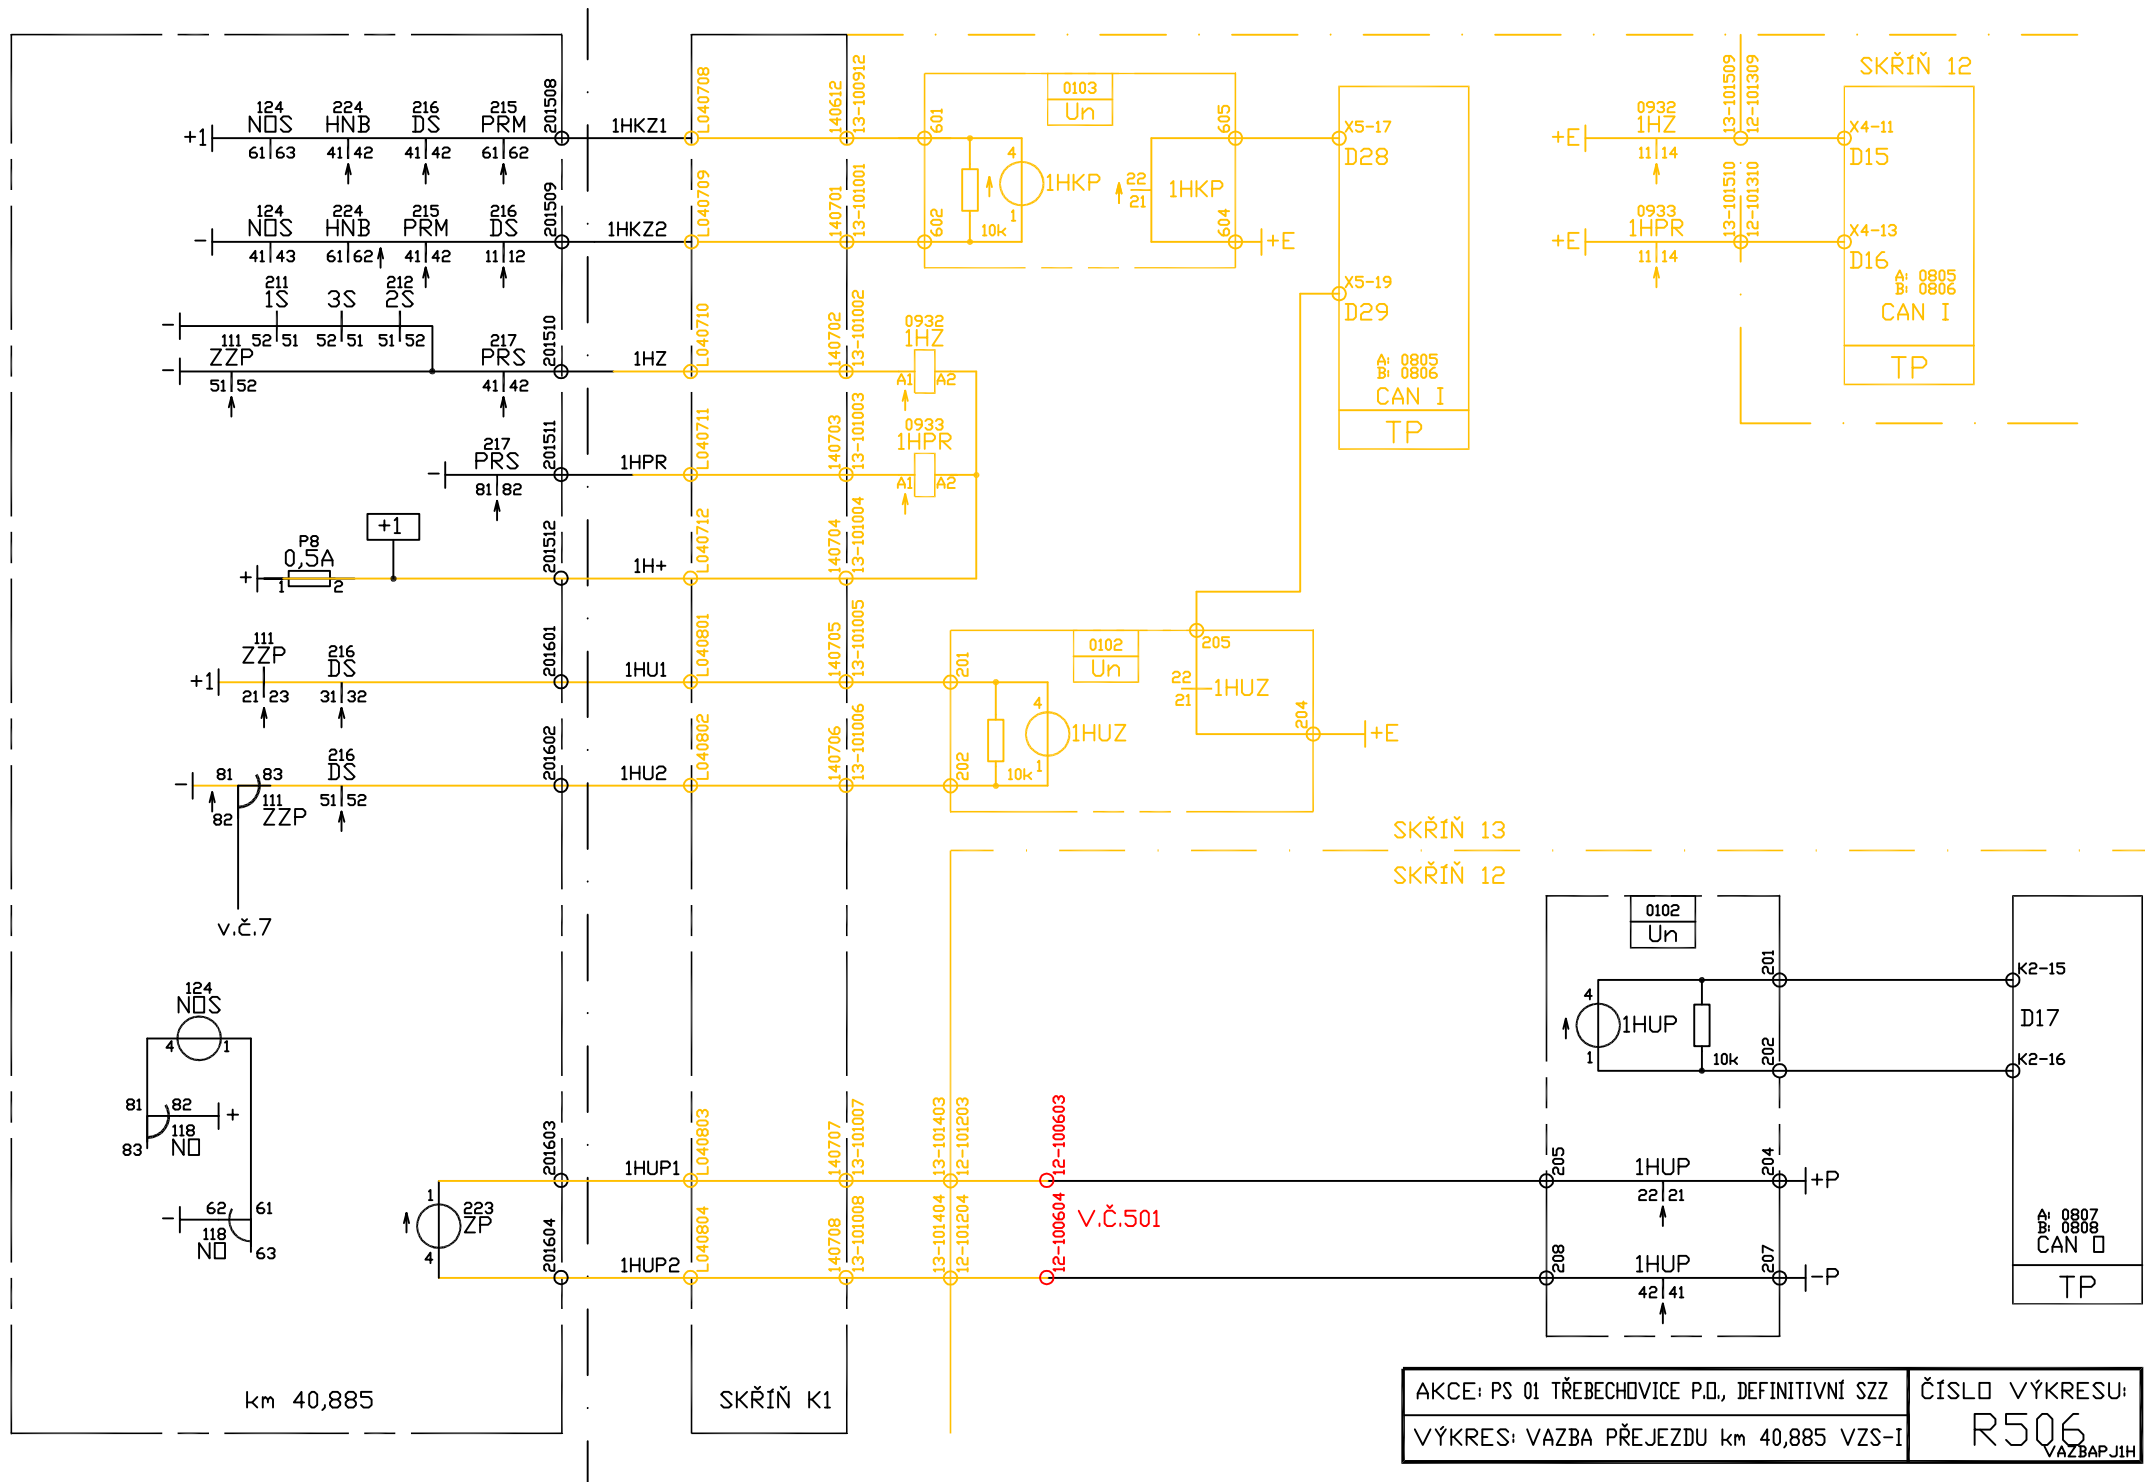 124 224 216 215
NOS HNB DS PRM
+1
61 63 41 42 41 42 61 62
201508
1HKZ1
L040708
140612
13-100912
601
0103
Un
605
X5-17
D28
4
1HKP
1
10k
22
21
1HKP
124 224 215 216
NOS HNB PRM DS
-
41 43 61 62 41 42 11 12
201509
1HKZ2
L040709
140701
13-101001
602
604
+E
X5-19
D29
A: 0805
B: 0806
CAN I
TP
SKŘÍŇ 12
0932
1HZ
+E
11 14
13-101509
12-101309
X4-11
D15
0933
1HPR
+E
11 14
13-101510
12-101310
X4-13
D16
A: 0805
B: 0806
CAN I
TP
211 212
1S 3S 2S
-
52 51 52 51 51 52
111
ZZP
-
51 52
217
PRS
41 42
201510
1HZ
L040710
140702
13-101002
0932
1HZ
A1 A2
217
PRS
-
81 82
201511
1HPR
L040711
140703
13-101003
0933
1HPR
A1 A2
+1
P8
0,5A
+
1 2
201512
1H+
L040712
140704
13-101004
111
ZZP
216
DS
+1
21 23 31 32
201601
1HU1
L040801
140705
13-101005
201
0102
Un
205
4
1HUZ
1
10k
22
21
1HUZ
204
+E
216
DS
-
81 83
82
111
ZZP
51 52
201602
1HU2
L040802
140706
13-101006
202
v.č.7
SKŘÍŇ 13
SKŘÍŇ 12
0102
Un
201
K2-15
4
1HUP
1
10k
D17
202
K2-16
124
NOS
4 1
81 82
+
118
NO
83
62 61
-
118
NO
63
1
223
ZP
4
201603
1HUP1
L040803
140707
13-101007
13-101403
12-101203
12-100603
205
1HUP
22 21
204
+P
201604
1HUP2
L040804
140708
13-101008
13-101404
12-101204
12-100604
V.Č.501
208
1HUP
42 41
207
-P
A: 0807
B: 0808
CAN O
TP
km 40,885
SKŘÍŇ K1
AKCE: PS 01 TŘEBECHOVICE P.O., DEFINITIVNÍ SZZ
VÝKRES: VAZBA PŘEJEZDU km 40,885 VZS-I
ČÍSLO VÝKRESU:
R506
VAZBAPJ1H